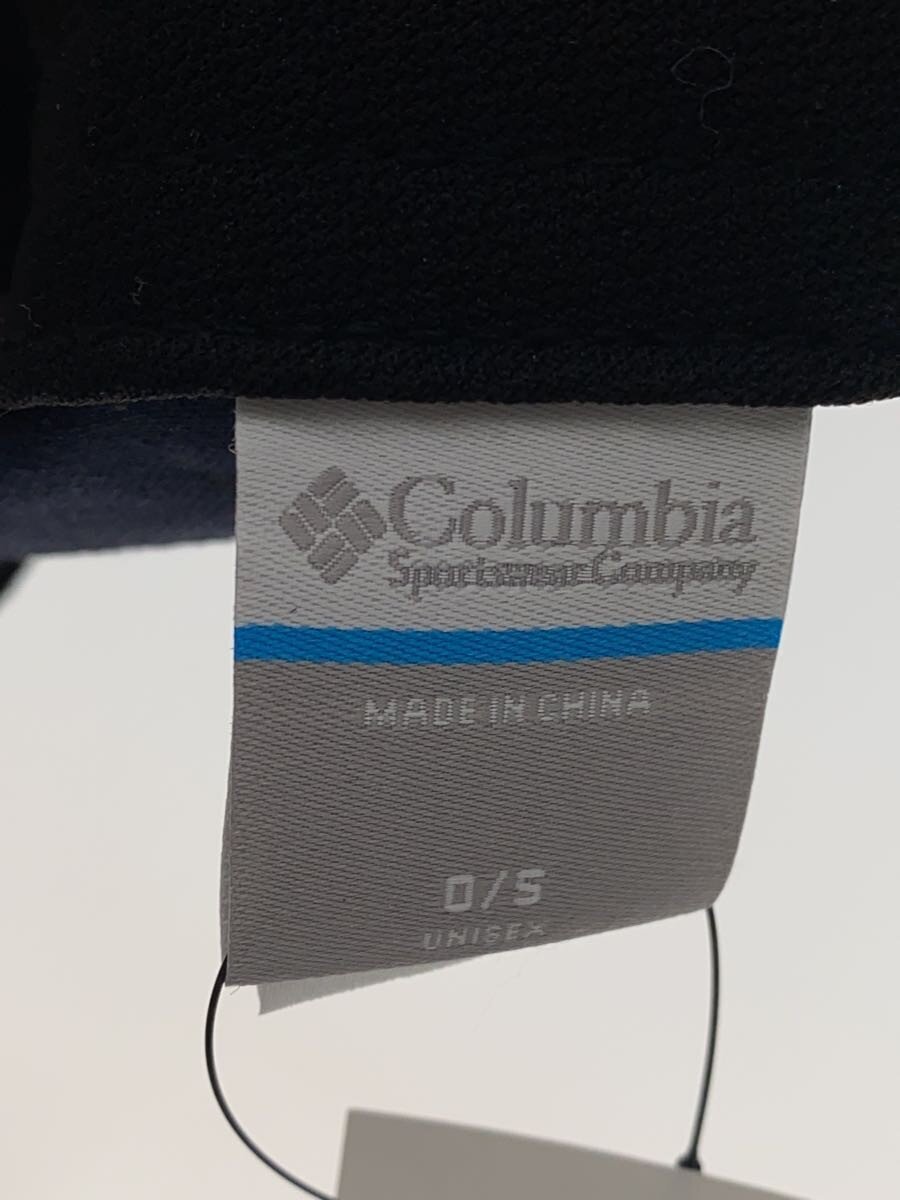 Columbia
Sportswear Company
MADE IN CHINA
O/S
UNISEX